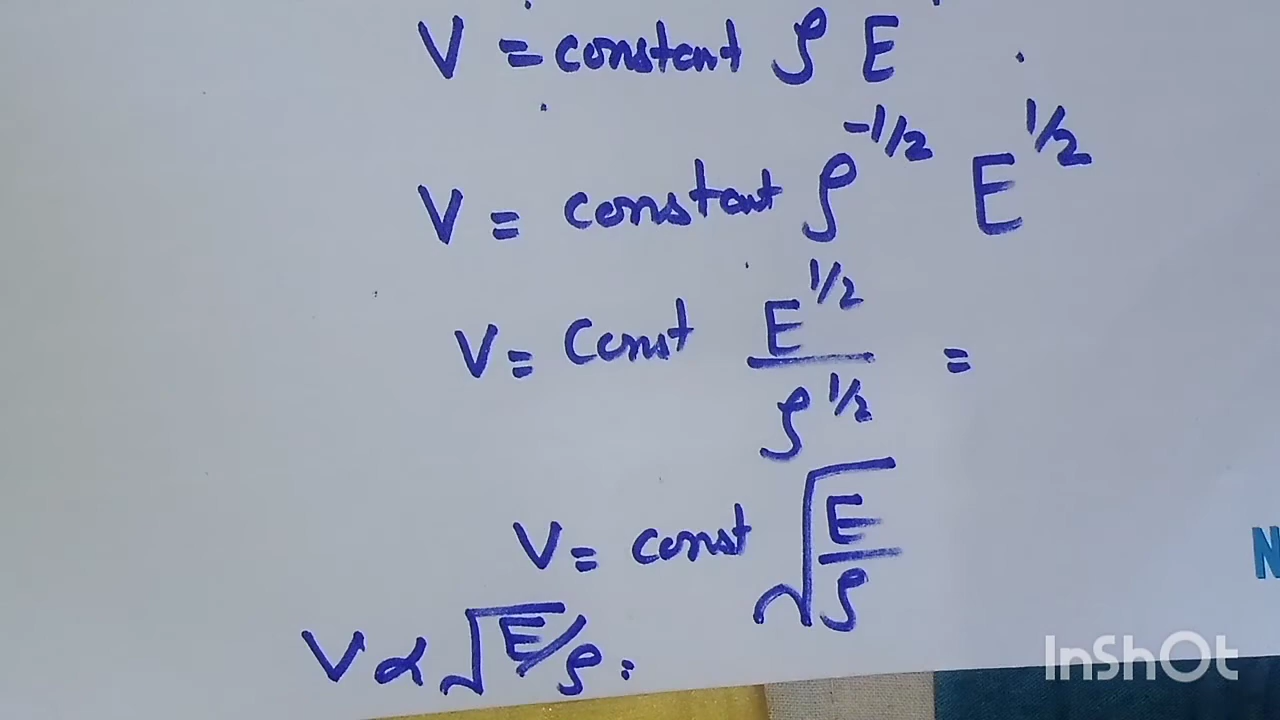 V = constant ρ E
V = constant ρ^-1/2 E^1/2
V = Const E^1/2 / ρ^1/2 =
V = const √(E/ρ)
V ∝ √E/ρ.
N
InShOt